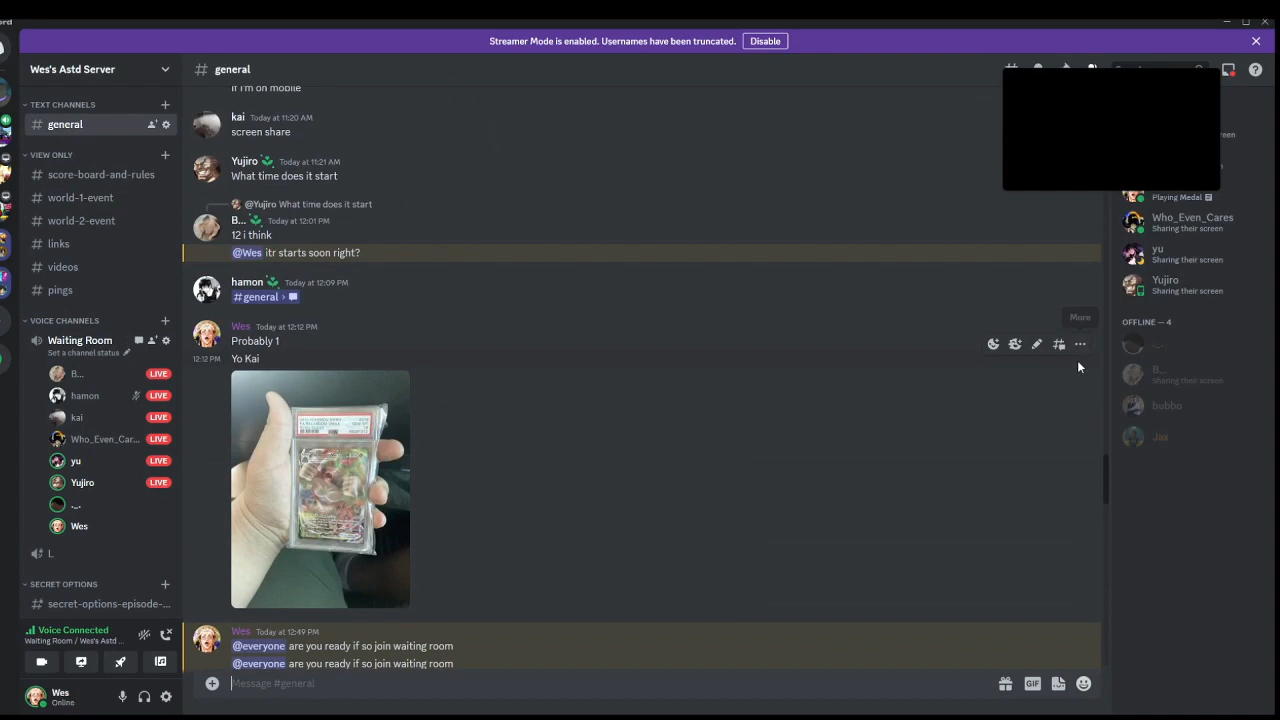 Streamer Mode is enabled. Usernames have been truncated. Disable
Wes's Astd Server
# general
TEXT CHANNELS
# general
VIEW ONLY
# score-board-and-rules
# world-1-event
# world-2-event
# links
# videos
# pings
VOICE CHANNELS
Waiting Room
Set a channel status
B... LIVE
hamon LIVE
kai LIVE
Who_Even_Car... LIVE
yu LIVE
Yujiro LIVE
._.
Wes
L
SECRET OPTIONS
# secret-options-episode-...
Voice Connected
Waiting Room / Wes's Astd ...
Wes
Online
if I'm on mobile
kai Today at 11:20 AM
screen share
Yujiro Today at 11:21 AM
What time does it start
@Yujiro What time does it start
B... Today at 12:01 PM
12 i think
@Wes itr starts soon right?
hamon Today at 12:09 PM
# general ›
Wes Today at 12:12 PM
Probably 1
12:12 PM Yo Kai
More
Wes Today at 12:49 PM
@everyone are you ready if so join waiting room
@everyone are you ready if so join waiting room
Message #general
GIF
Playing Medal
Who_Even_Cares
Sharing their screen
yu
Sharing their screen
Yujiro
Sharing their screen
OFFLINE — 4
._.
B...
Sharing their screen
bubbo
Jax